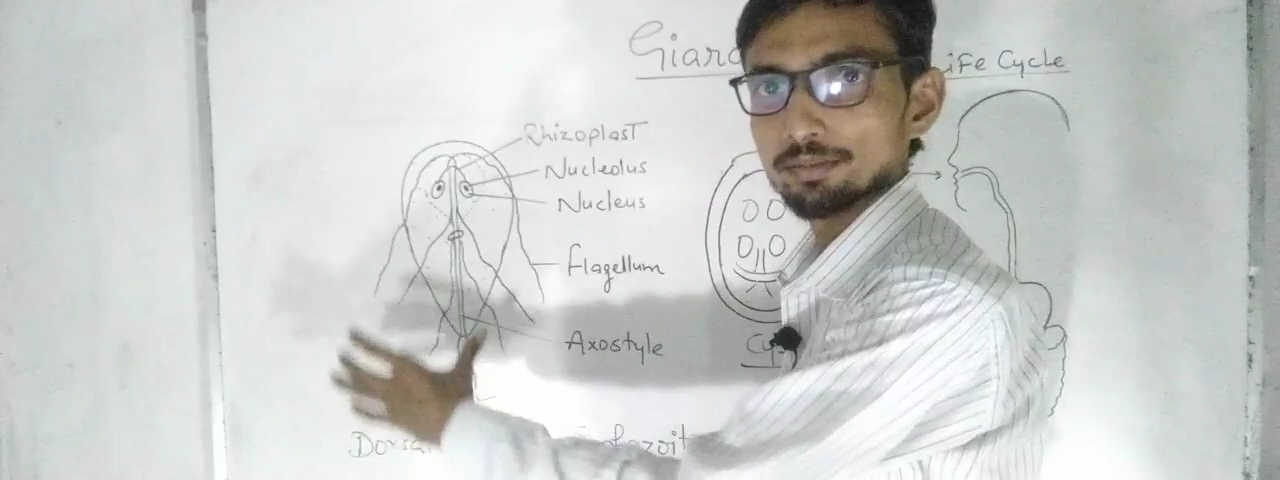 Giard
Life Cycle
Rhizoplast
Nucleolus
Nucleus
Flagellum
Axostyle